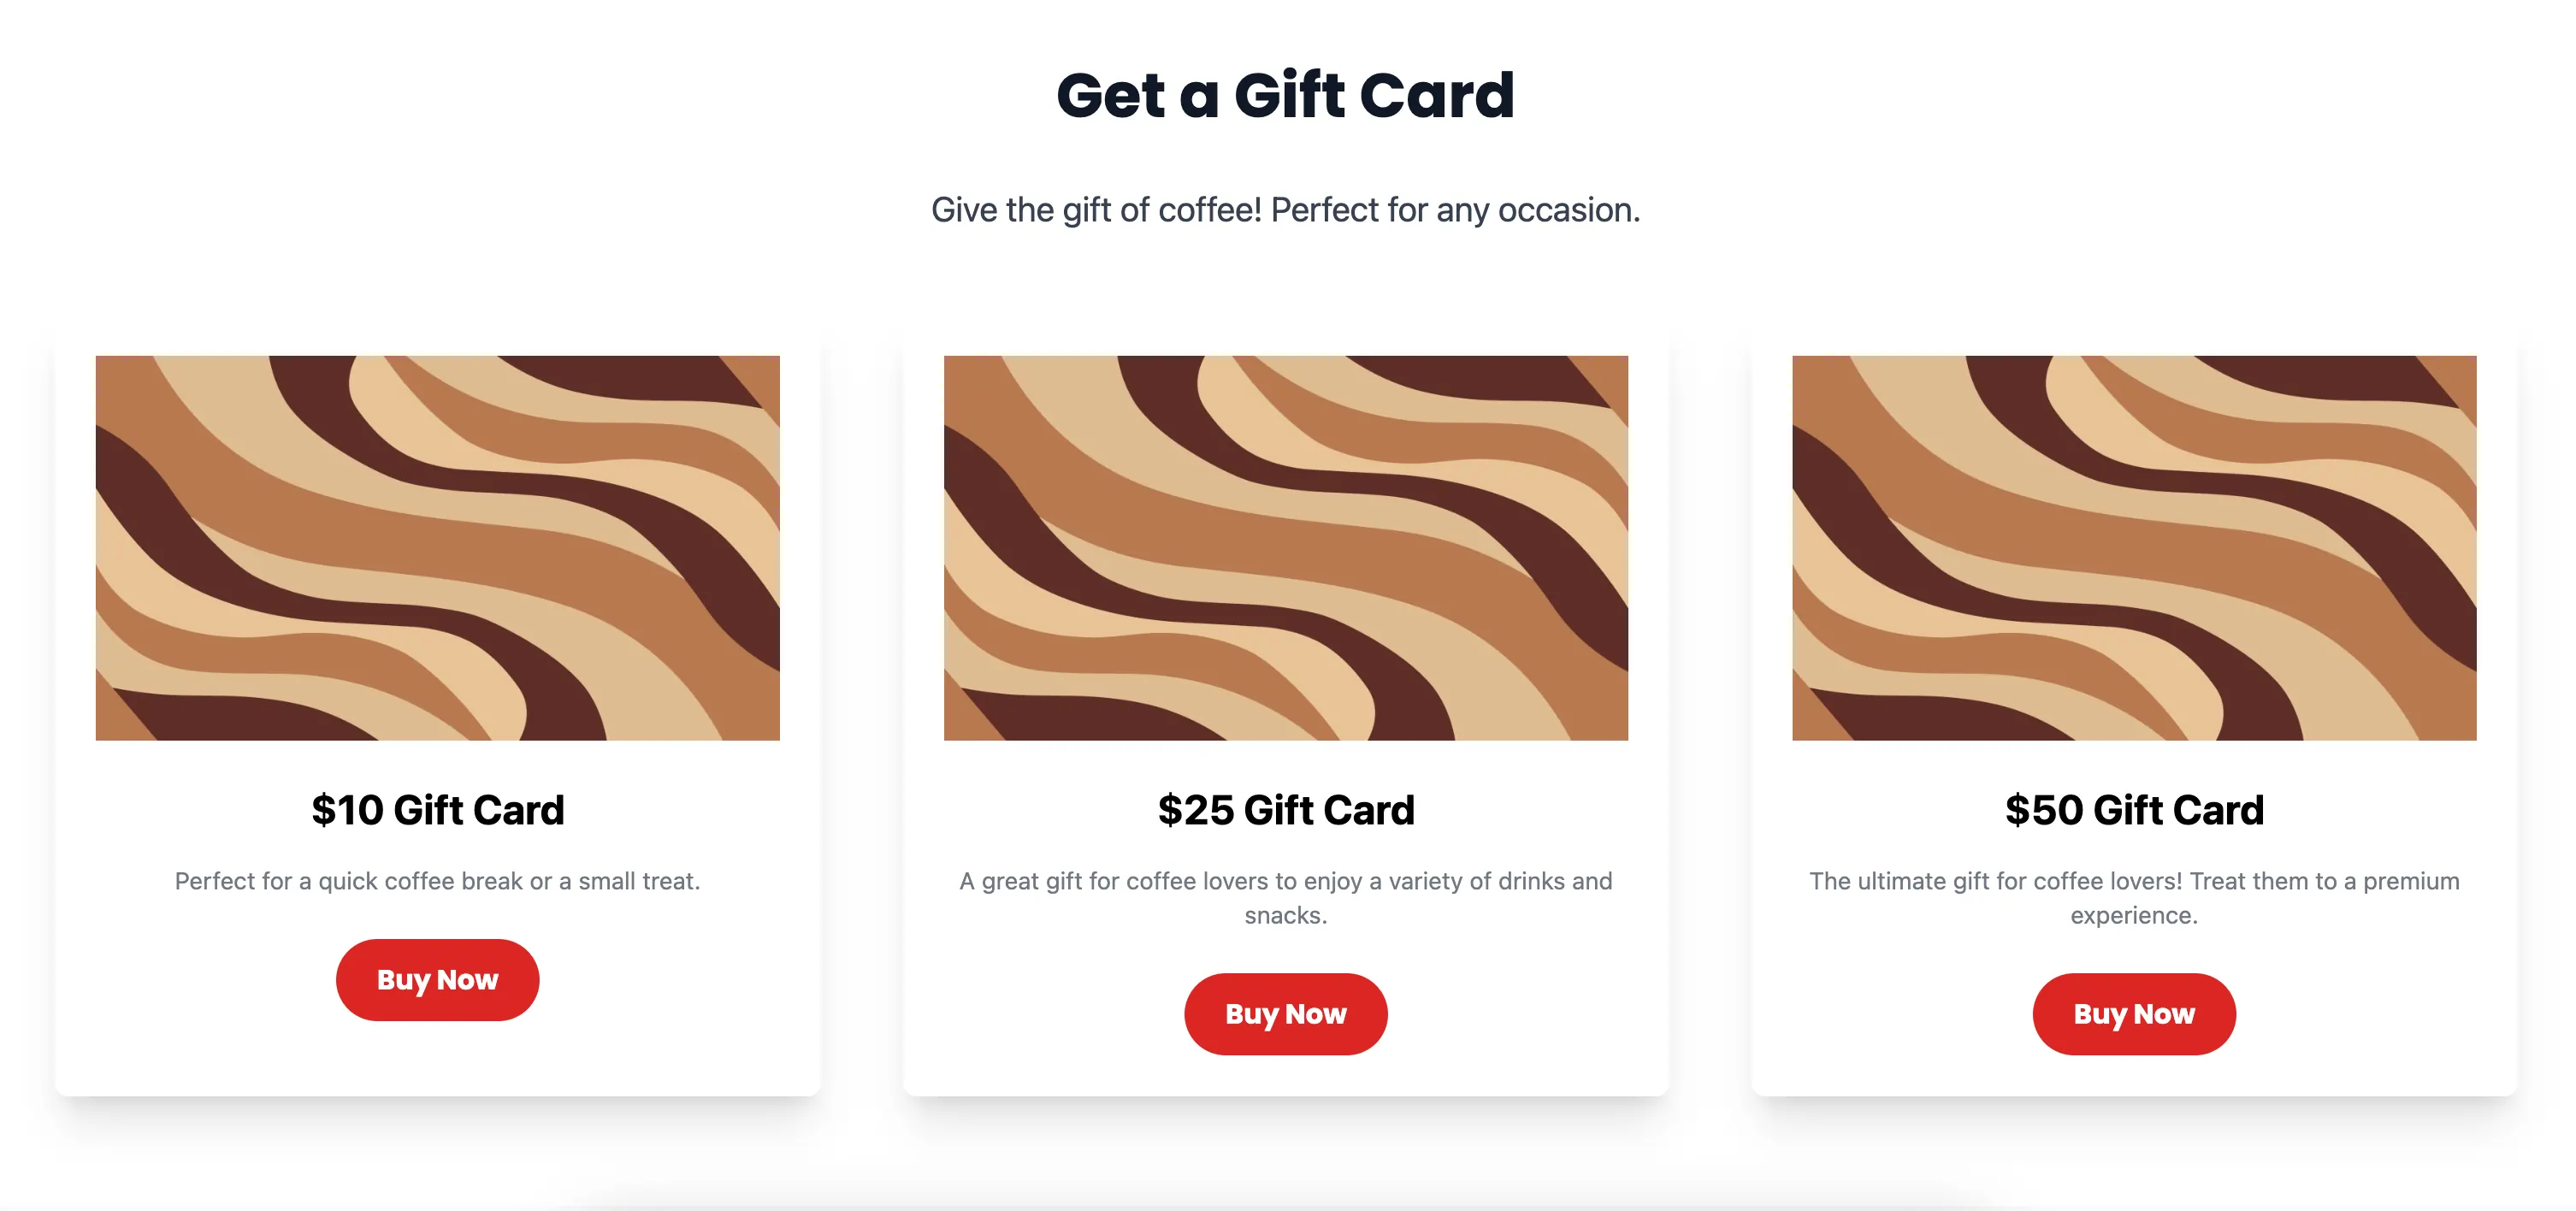 Get a Gift Card
Give the gift of coffee! Perfect for any occasion.
$10 Gift Card
Perfect for a quick coffee break or a small treat.
Buy Now
$25 Gift Card
A great gift for coffee lovers to enjoy a variety of drinks and
snacks.
Buy Now
$50 Gift Card
The ultimate gift for coffee lovers! Treat them to a premium
experience.
Buy Now